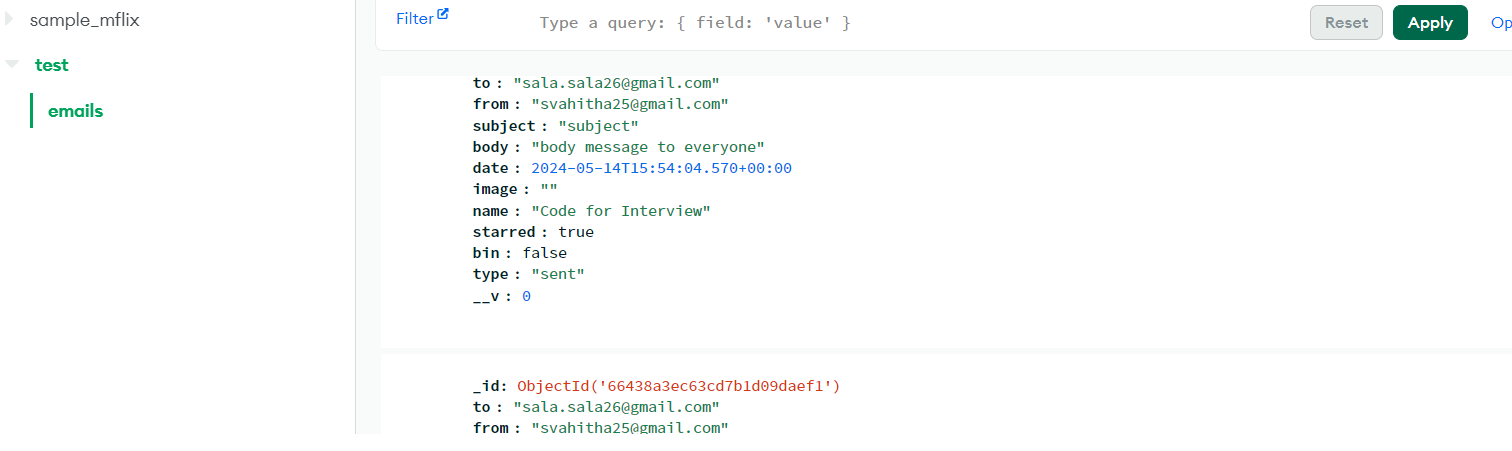 sample_mflix
test
emails
Filter
Type a query: { field: 'value' }
Reset
Apply
Op
to : "sala.sala26@gmail.com"
from : "svahitha25@gmail.com"
subject : "subject"
body : "body message to everyone"
date : 2024-05-14T15:54:04.570+00:00
image : ""
name : "Code for Interview"
starred : true
bin : false
type : "sent"
__v : 0
_id: ObjectId('66438a3ec63cd7b1d09daef1')
to : "sala.sala26@gmail.com"
from : "svahitha25@gmail.com"